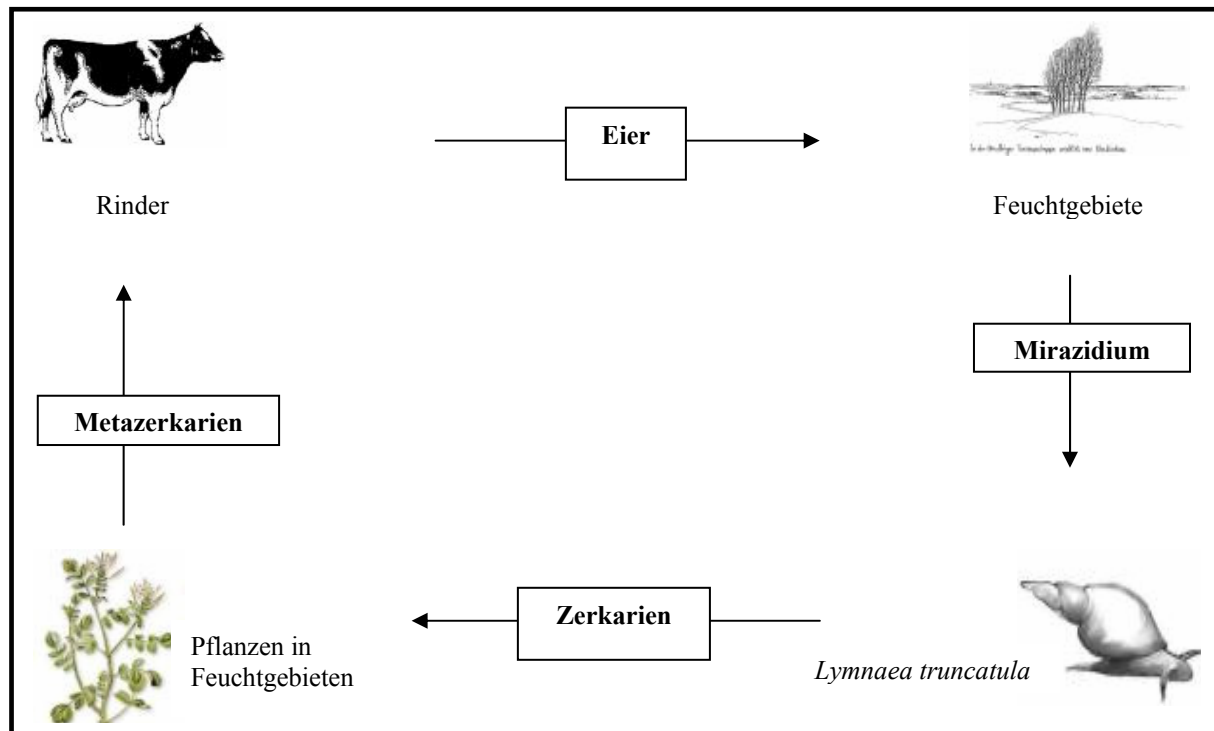 Eier
Rinder
Feuchtgebiete
Mirazidium
Metazerkarien
Zerkarien
Pflanzen in
Feuchtgebieten
Lymnaea truncatula